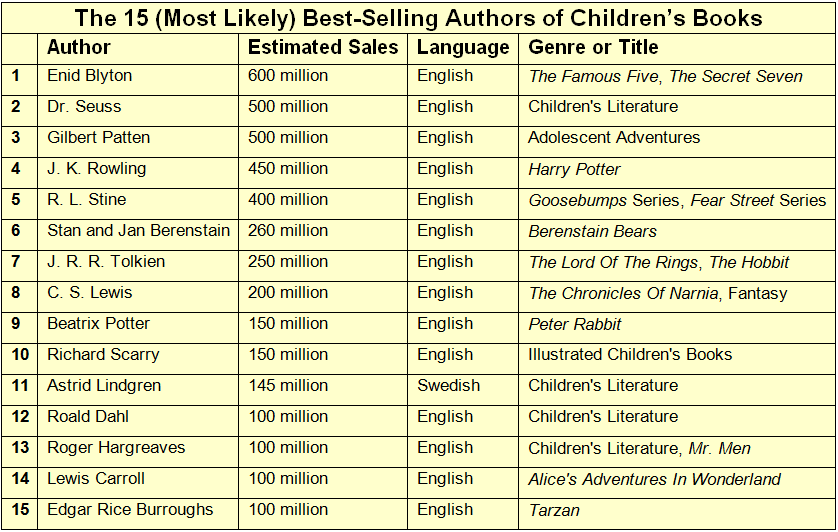 The 15 (Most Likely) Best-Selling Authors of Children’s Books
Author Estimated Sales Language Genre or Title
1 Enid Blyton 600 million English The Famous Five, The Secret Seven
2 Dr. Seuss 500 million English Children's Literature
3 Gilbert Patten 500 million English Adolescent Adventures
4 J. K. Rowling 450 million English Harry Potter
5 R. L. Stine 400 million English Goosebumps Series, Fear Street Series
6 Stan and Jan Berenstain 260 million English Berenstain Bears
7 J. R. R. Tolkien 250 million English The Lord Of The Rings, The Hobbit
8 C. S. Lewis 200 million English The Chronicles Of Narnia, Fantasy
9 Beatrix Potter 150 million English Peter Rabbit
10 Richard Scarry 150 million English Illustrated Children's Books
11 Astrid Lindgren 145 million Swedish Children's Literature
12 Roald Dahl 100 million English Children's Literature
13 Roger Hargreaves 100 million English Children's Literature, Mr. Men
14 Lewis Carroll 100 million English Alice's Adventures In Wonderland
15 Edgar Rice Burroughs 100 million English Tarzan